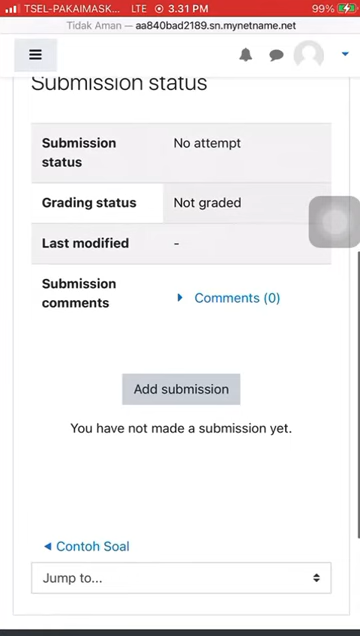 TSEL-PAKAIMASK... LTE 3.31 PM 99%
Tidak Aman — aa840bad2189.sn.mynetname.net
Submission status
Submission status No attempt
Grading status Not graded
Last modified -
Submission comments Comments (0)
Add submission
You have not made a submission yet.
Contoh Soal
Jump to...